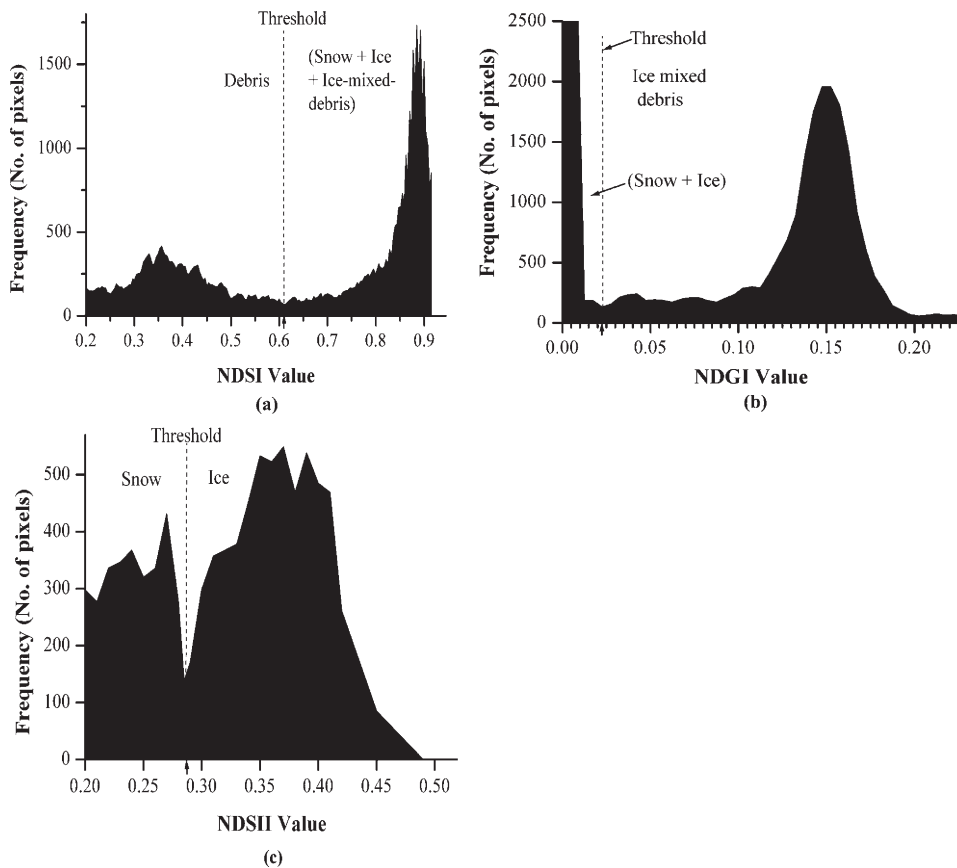 Threshold
Debris
(Snow + Ice
+ Ice-mixed-
debris)
Frequency (No. of pixels)
1500
1000
500
0
0.2 0.3 0.4 0.5 0.6 0.7 0.8 0.9
NDSI Value
(a)
Threshold
Ice mixed
debris
(Snow + Ice)
Frequency (No. of pixels)
2500
2000
1500
1000
500
0
0.00 0.05 0.10 0.15 0.20
NDGI Value
(b)
Threshold
Snow
Ice
Frequency (No. of pixels)
500
400
300
200
100
0
0.20 0.25 0.30 0.35 0.40 0.45 0.50
NDSII Value
(c)